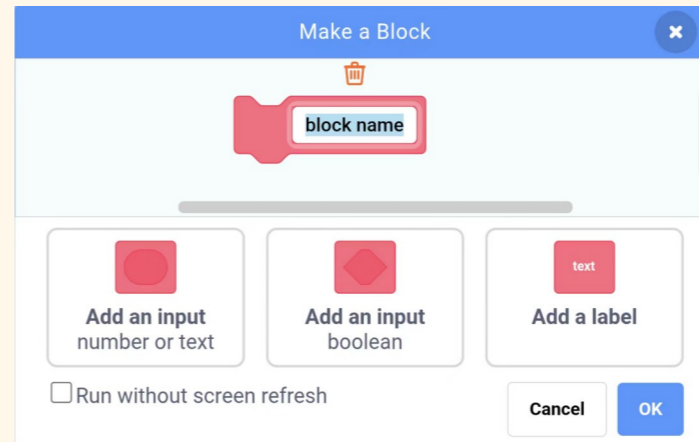 Make a Block
block name
text
Add an input
number or text
Add an input
boolean
Add a label
Run without screen refresh
Cancel
OK